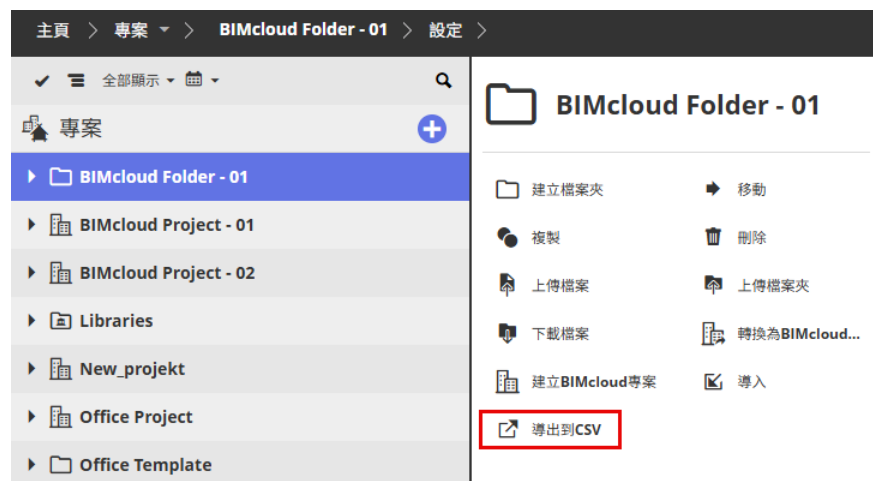 主頁 > 專案 > BIMcloud Folder - 01 > 設定 >
全部顯示
專案
BIMcloud Folder - 01
BIMcloud Project - 01
BIMcloud Project - 02
Libraries
New_projekt
Office Project
Office Template
BIMcloud Folder - 01
建立檔案夾 移動
複製 刪除
上傳檔案 上傳檔案夾
下載檔案 轉換為BIMcloud...
建立BIMcloud專案 導入
導出到CSV